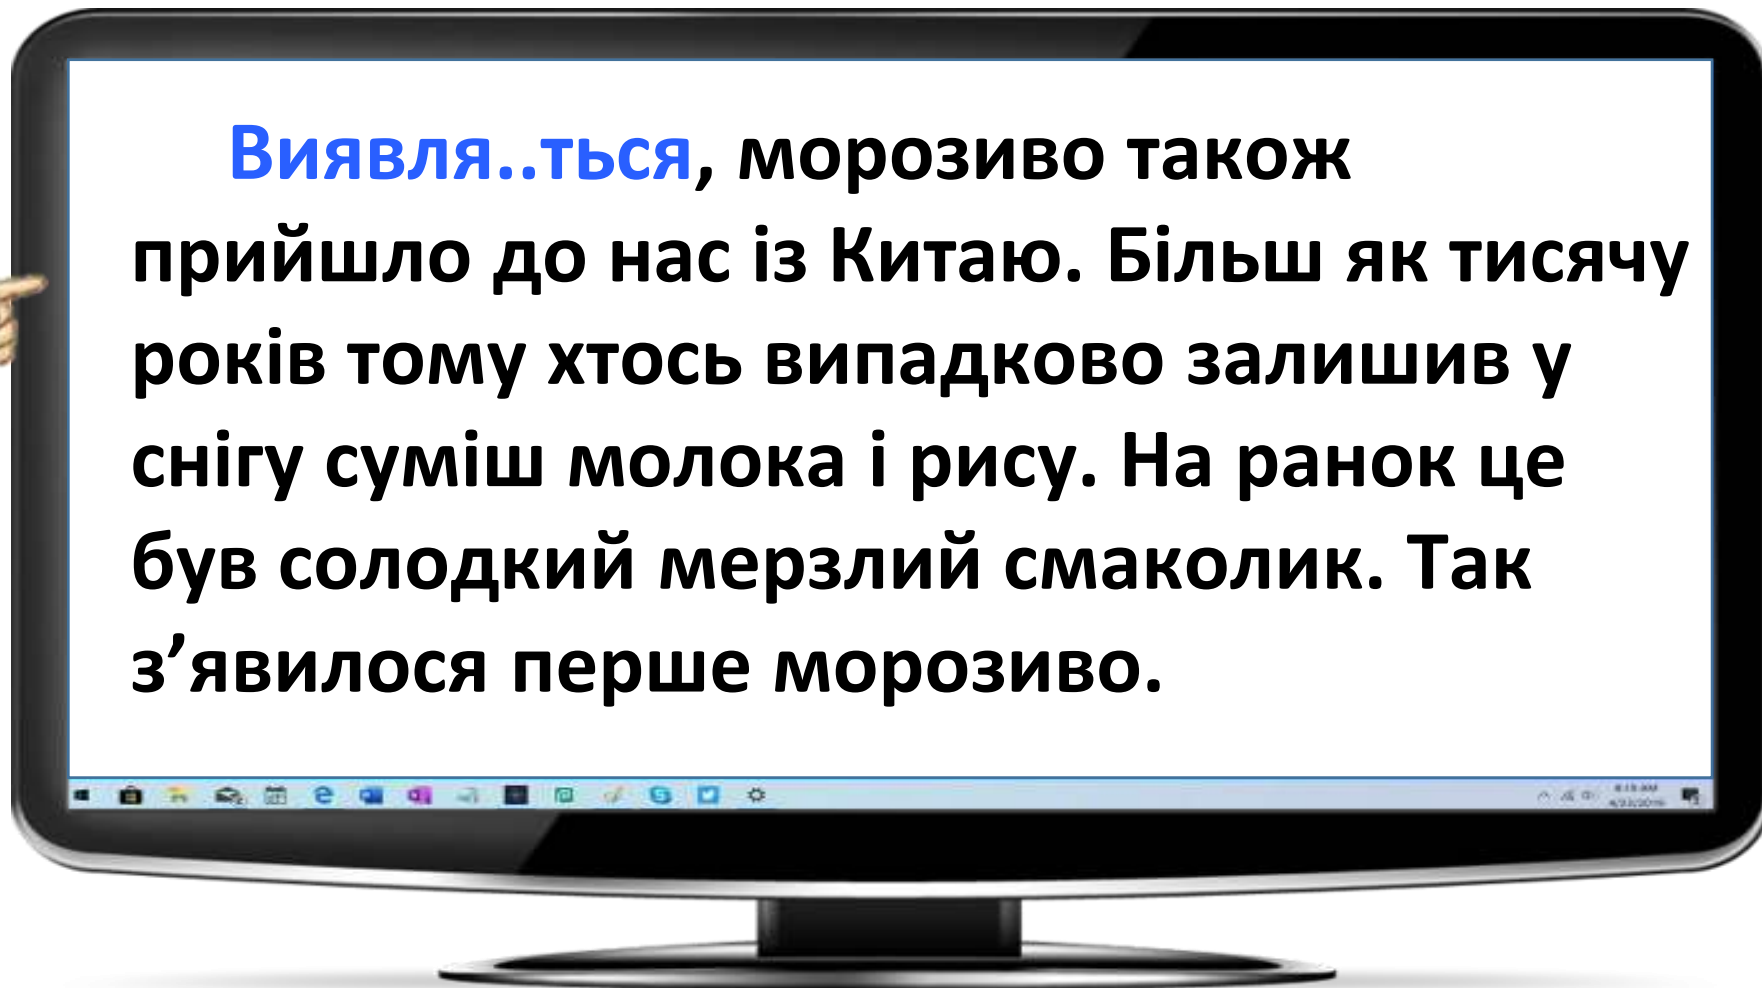 Виявля..ться, морозиво також
прийшло до нас із Китаю. Більш як тисячу
років тому хтось випадково залишив у
снігу суміш молока і рису. На ранок це
був солодкий мерзлий смаколик. Так
з’явилося перше морозиво.